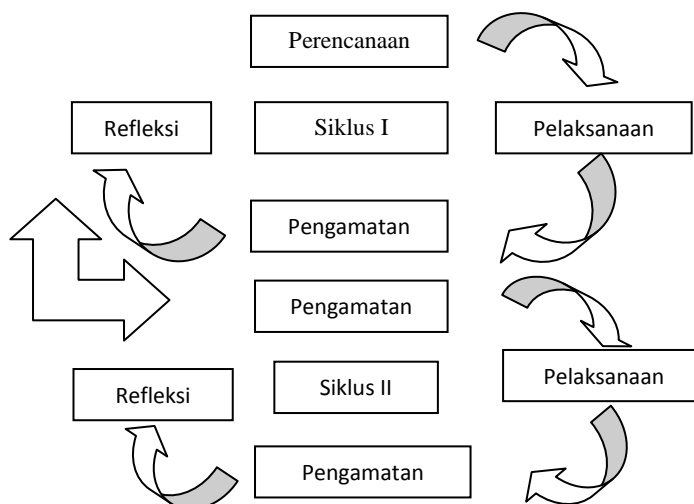 Perencanaan
Refleksi
Siklus I
Pelaksanaan
Pengamatan
Pengamatan
Refleksi
Siklus II
Pelaksanaan
Pengamatan